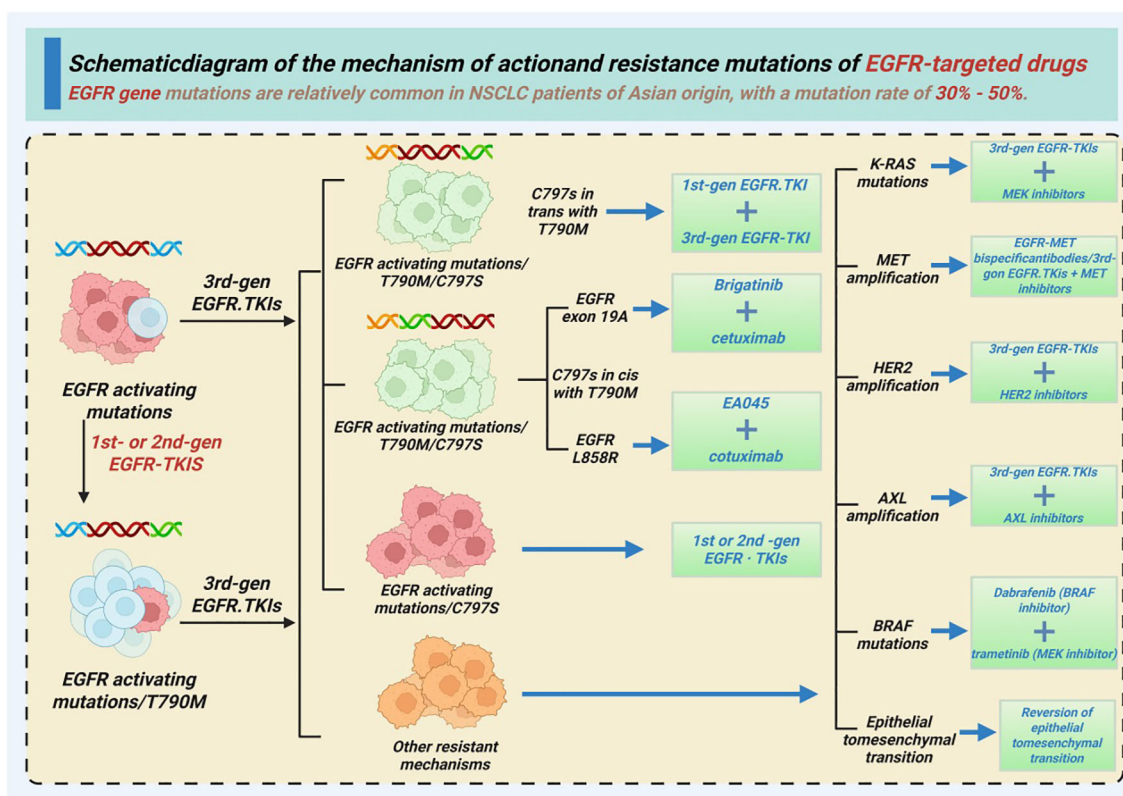 Schematicdiagram of the mechanism of actionand resistance mutations of EGFR-targeted drugs
EGFR gene mutations are relatively common in NSCLC patients of Asian origin, with a mutation rate of 30% - 50%.
3rd-gen
EGFR.TKIs
EGFR activating
mutations
1st- or 2nd-gen
EGFR-TKIS
3rd-gen
EGFR.TKIs
EGFR activating
mutations/T790M
EGFR activating mutations/
T790M/C797S
C797s in
trans with
T790M
1st-gen EGFR.TKI
+
3rd-gen EGFR-TKI
EGFR activating mutations/
T790M/C797S
C797s in cis
with T790M
EGFR
exon 19A
Brigatinib
+
cetuximab
EGFR
L858R
EA045
+
cotuximab
EGFR activating
mutations/C797S
1st or 2nd -gen
EGFR · TKIs
Other resistant
mechanisms
K-RAS
mutations
3rd-gen EGFR-TKIs
+
MEK inhibitors
MET
amplification
EGFR-MET
bispecificantibodies/3rd-
gon EGFR.TKis + MET
inhibitors
HER2
amplification
3rd-gen EGFR-TKIs
+
HER2 inhibitors
AXL
amplification
3rd-gen EGFR.TKIs
+
AXL inhibitors
BRAF
mutations
Dabrafenib (BRAF
inhibitor)
+
trametinib (MEK inhibitor)
Epithelial
tomesenchymal
transition
Reversion of
epithelial
tomesenchymal
transition